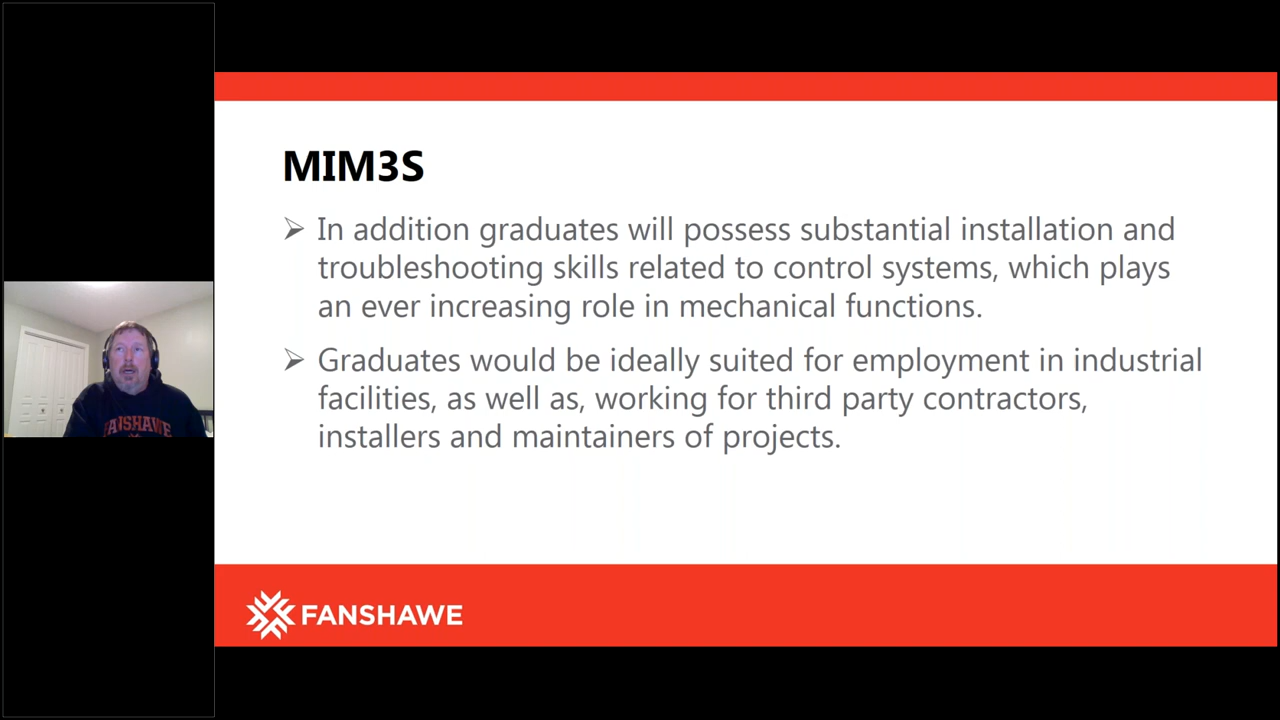 MIM3S
➢ In addition graduates will possess substantial installation and
troubleshooting skills related to control systems, which plays
an ever increasing role in mechanical functions.
➢ Graduates would be ideally suited for employment in industrial
facilities, as well as, working for third party contractors,
installers and maintainers of projects.
FANSHAWE
FANSHAWE